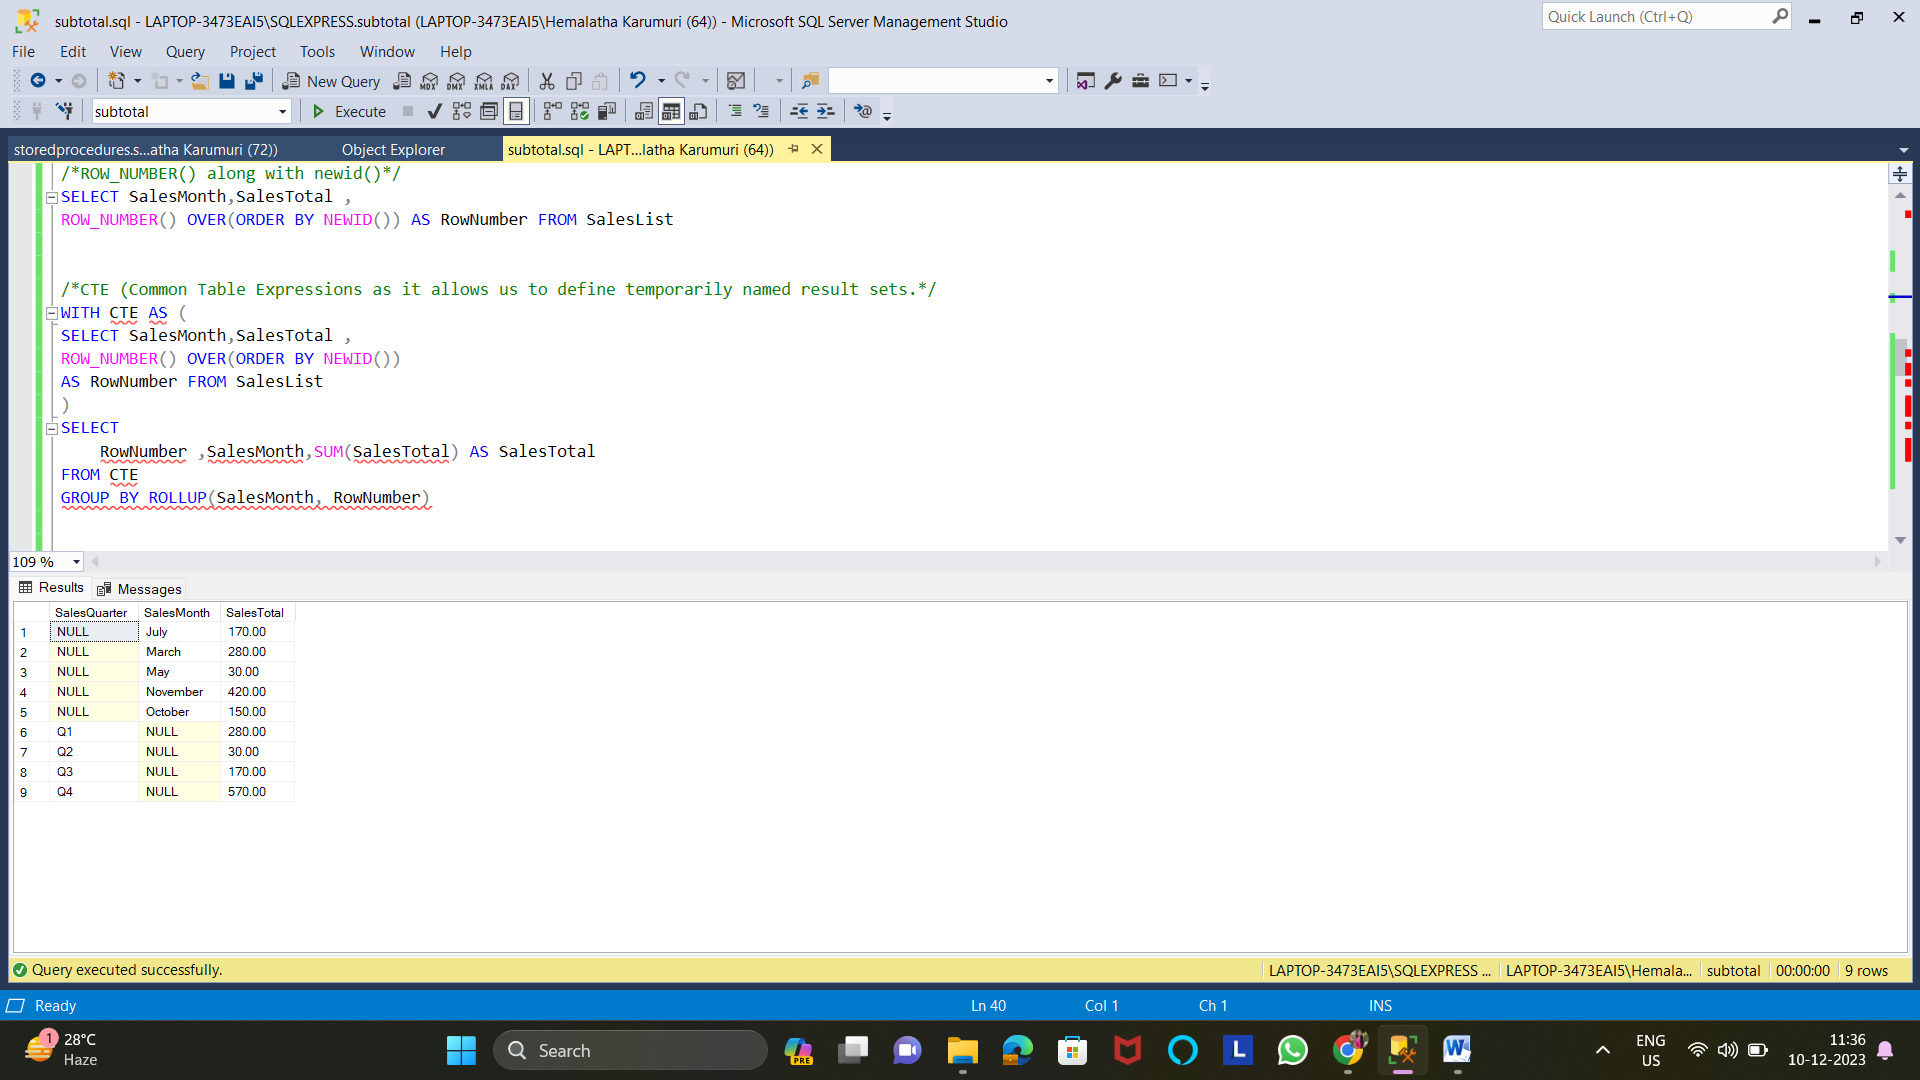 subtotal.sql - LAPTOP-3473EAI5\SQLEXPRESS.subtotal (LAPTOP-3473EAI5\Hemalatha Karumuri (64)) - Microsoft SQL Server Management Studio
Quick Launch (Ctrl+Q)
File Edit View Query Project Tools Window Help
New Query MDX DMX XMLA DAX
subtotal Execute
storedprocedures.s...atha Karumuri (72)) Object Explorer subtotal.sql - LAPT...latha Karumuri (64))
/*ROW_NUMBER() along with newid()*/
SELECT SalesMonth,SalesTotal ,
ROW_NUMBER() OVER(ORDER BY NEWID()) AS RowNumber FROM SalesList
/*CTE (Common Table Expressions as it allows us to define temporarily named result sets.*/
WITH CTE AS (
SELECT SalesMonth,SalesTotal ,
ROW_NUMBER() OVER(ORDER BY NEWID())
AS RowNumber FROM SalesList
)
SELECT
RowNumber ,SalesMonth,SUM(SalesTotal) AS SalesTotal
FROM CTE
GROUP BY ROLLUP(SalesMonth, RowNumber)
109 %
Results Messages
SalesQuarter SalesMonth SalesTotal
1 NULL July 170.00
2 NULL March 280.00
3 NULL May 30.00
4 NULL November 420.00
5 NULL October 150.00
6 Q1 NULL 280.00
7 Q2 NULL 30.00
8 Q3 NULL 170.00
9 Q4 NULL 570.00
Query executed successfully. LAPTOP-3473EAI5\SQLEXPRESS ... LAPTOP-3473EAI5\Hemala... subtotal 00:00:00 9 rows
Ready Ln 40 Col 1 Ch 1 INS
1 28°C
Haze
Search
PRE
L
W
ENG
US
11:36
10-12-2023